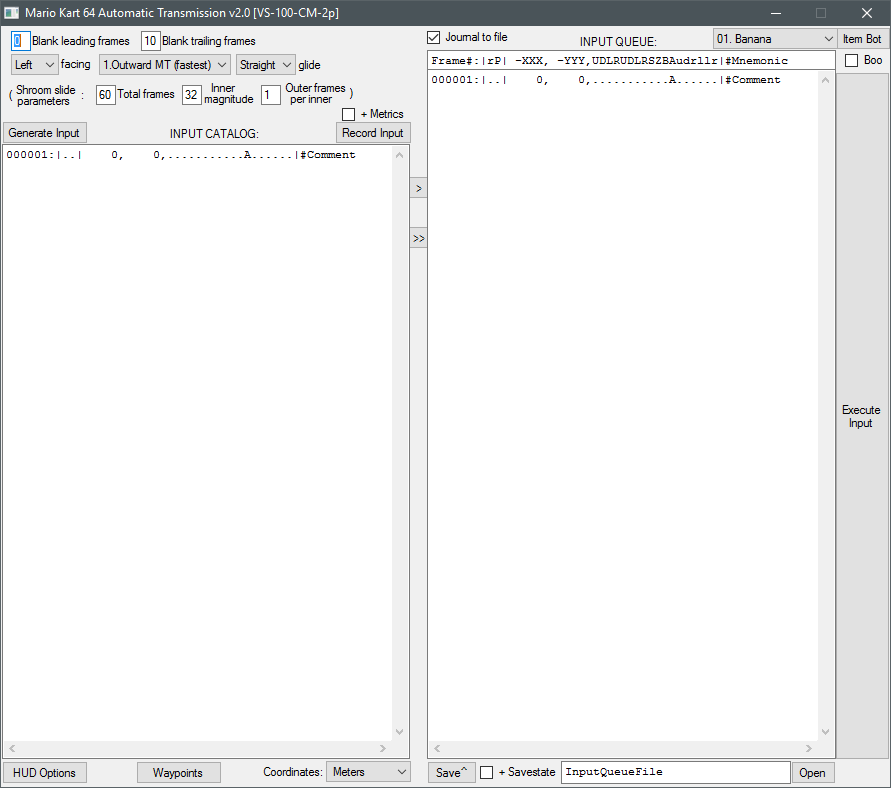 Mario Kart 64 Automatic Transmission v2.0 [VS-100-CM-2p]
0 Blank leading frames 10 Blank trailing frames
Left facing 1.Outward MT (fastest) Straight glide
( Shroom slide parameters : 60 Total frames 32 Inner magnitude 1 Outer frames per inner )
+ Metrics
Generate Input INPUT CATALOG: Record Input
000001:|..|    0,    0,...........A......|#Comment
>
>>
Journal to file INPUT QUEUE: 01. Banana Item Bot
Frame#:|rP| -XXX, -YYY,UDLRUDLRSZBAudrllr|#Mnemonic
Boo
000001:|..|    0,    0,...........A......|#Comment
Execute
Input
HUD Options Waypoints Coordinates: Meters
Save^ + Savestate InputQueueFile Open